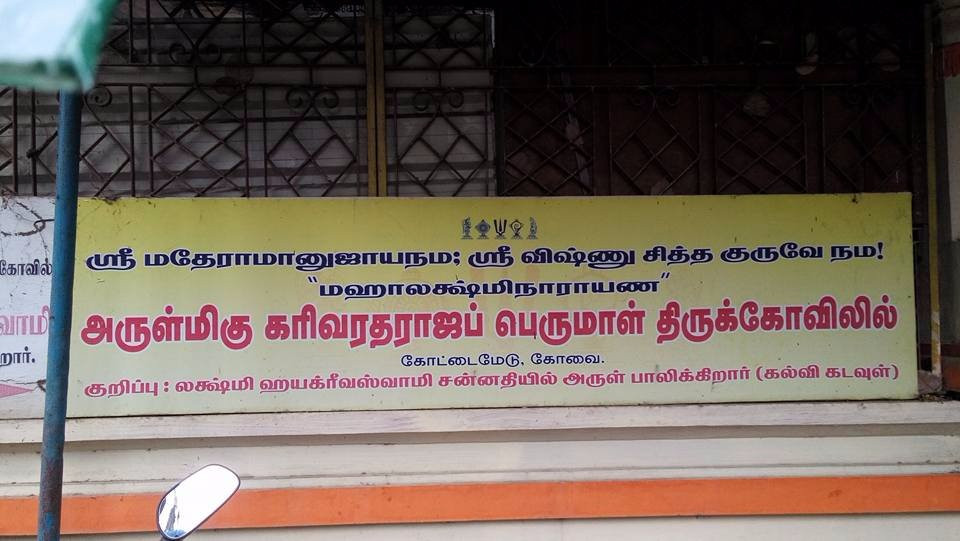 ஸ்ரீ மதேராமானுஜாயநம; ஸ்ரீ விஷ்ணு சித்த குருவே நம!
"மஹாலக்ஷ்மிநாராயண"
அருள்மிகு கரிவரதராஜப் பெருமாள் திருக்கோவிலில்
கோட்டைமேடு, கோவை.
குறிப்பு : லக்ஷ்மி ஹயக்ரீவஸ்வாமி சன்னதியில் அருள் பாலிக்கிறார் (கல்வி கடவுள்)
கோவில்
வாமி
றார்.